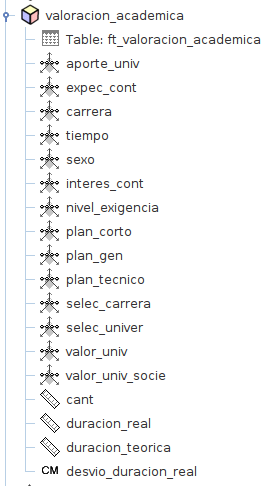 valoracion_academica
Table: ft_valoracion_academica
aporte_univ
expec_cont
carrera
tiempo
sexo
interes_cont
nivel_exigencia
plan_corto
plan_gen
plan_tecnico
selec_carrera
selec_univer
valor_univ
valor_univ_socie
cant
duracion_real
duracion_teorica
CM desvio_duracion_real